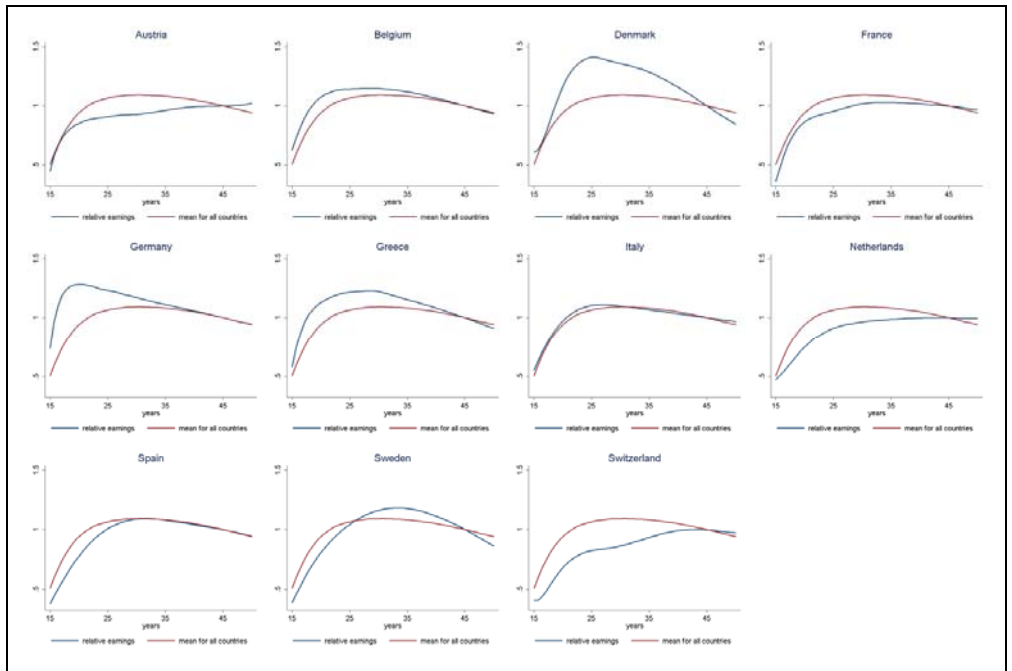 Austria
1.5
1
.5
15 25 35 45
years
relative earnings mean for all countries
Belgium
1.5
1
.5
15 25 35 45
years
relative earnings mean for all countries
Denmark
1.5
1
.5
15 25 35 45
years
relative earnings mean for all countries
France
1.5
1
.5
15 25 35 45
years
relative earnings mean for all countries
Germany
1.5
1
.5
15 25 35 45
years
relative earnings mean for all countries
Greece
1.5
1
.5
15 25 35 45
years
relative earnings mean for all countries
Italy
1.5
1
.5
15 25 35 45
years
relative earnings mean for all countries
Netherlands
1.5
1
.5
15 25 35 45
years
relative earnings mean for all countries
Spain
1.5
1
.5
15 25 35 45
years
relative earnings mean for all countries
Sweden
1.5
1
.5
15 25 35 45
years
relative earnings mean for all countries
Switzerland
1.5
1
.5
15 25 35 45
years
relative earnings mean for all countries